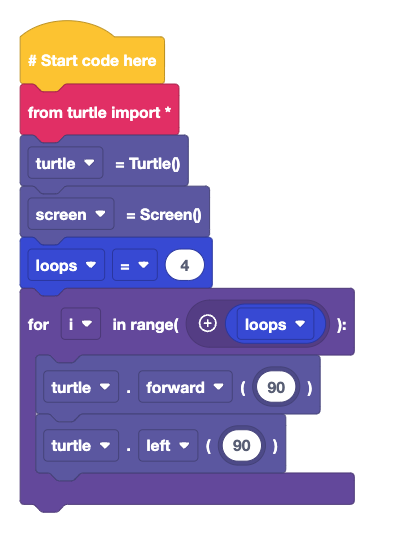 # Start code here
from turtle import *
turtle = Turtle()
screen = Screen()
loops = 4
for i in range( loops ):
turtle . forward ( 90 )
turtle . left ( 90 )